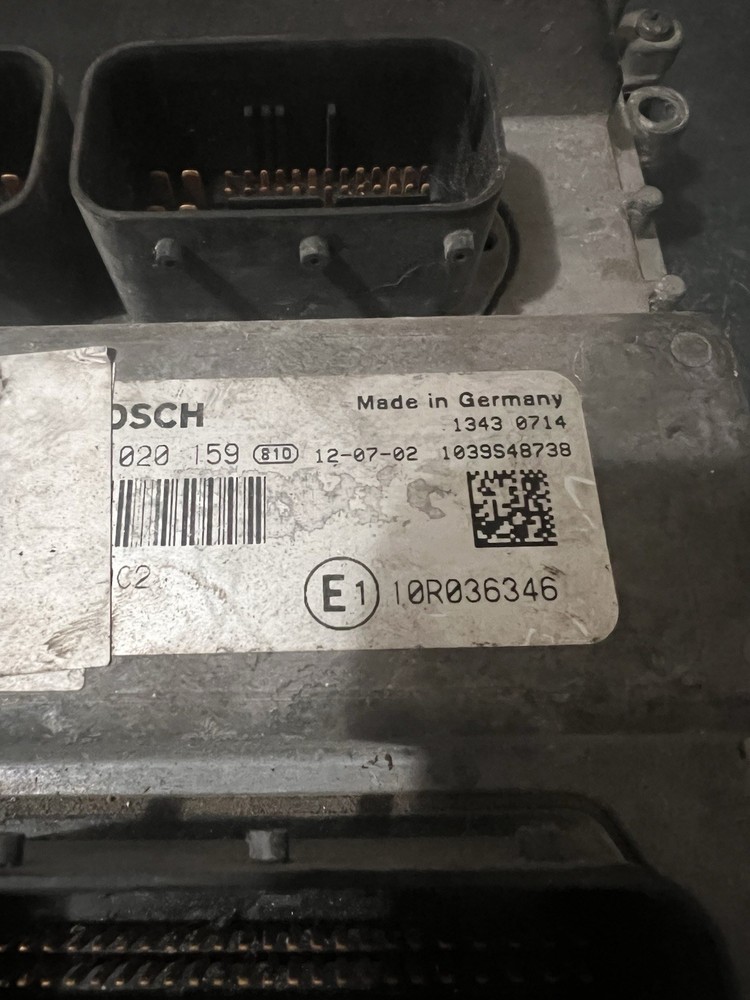 OSCH
Made in Germany
1343 0714
020 159 810 12-07-02 1039S48738
C2
E1 10R036346